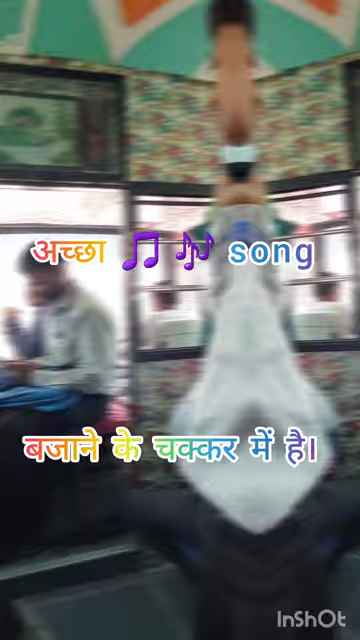 अच्छा 🎵 🎶 song
बजाने के चक्कर में है।
InShOt